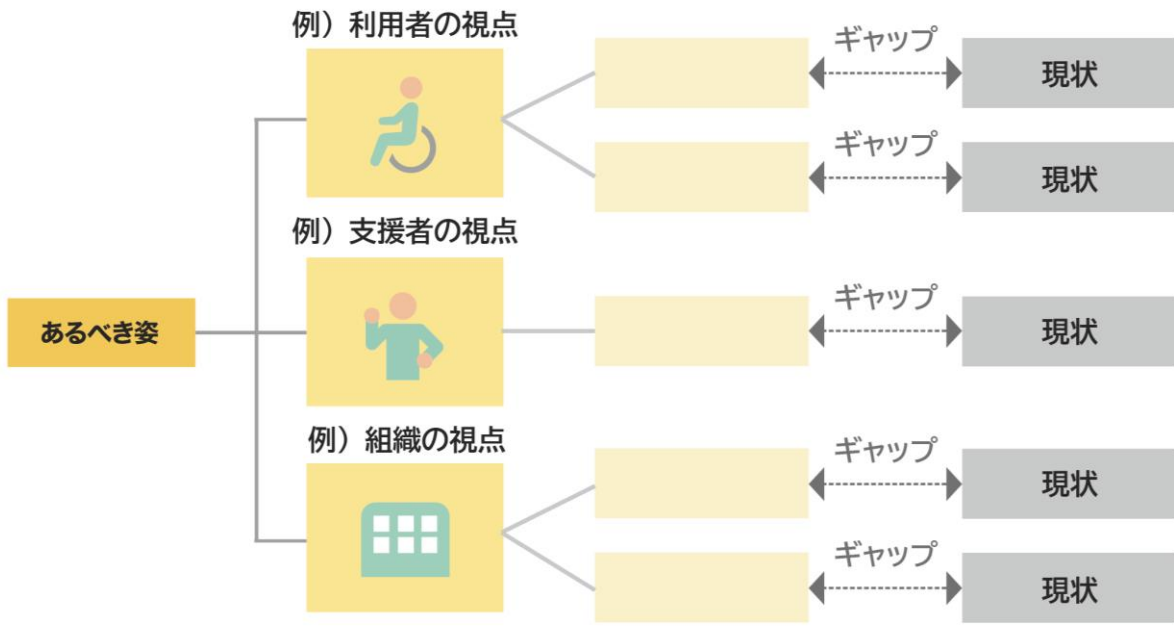 例）利用者の視点
ギャップ
現状
ギャップ
現状
例）支援者の視点
あるべき姿
ギャップ
現状
例）組織の視点
ギャップ
現状
ギャップ
現状